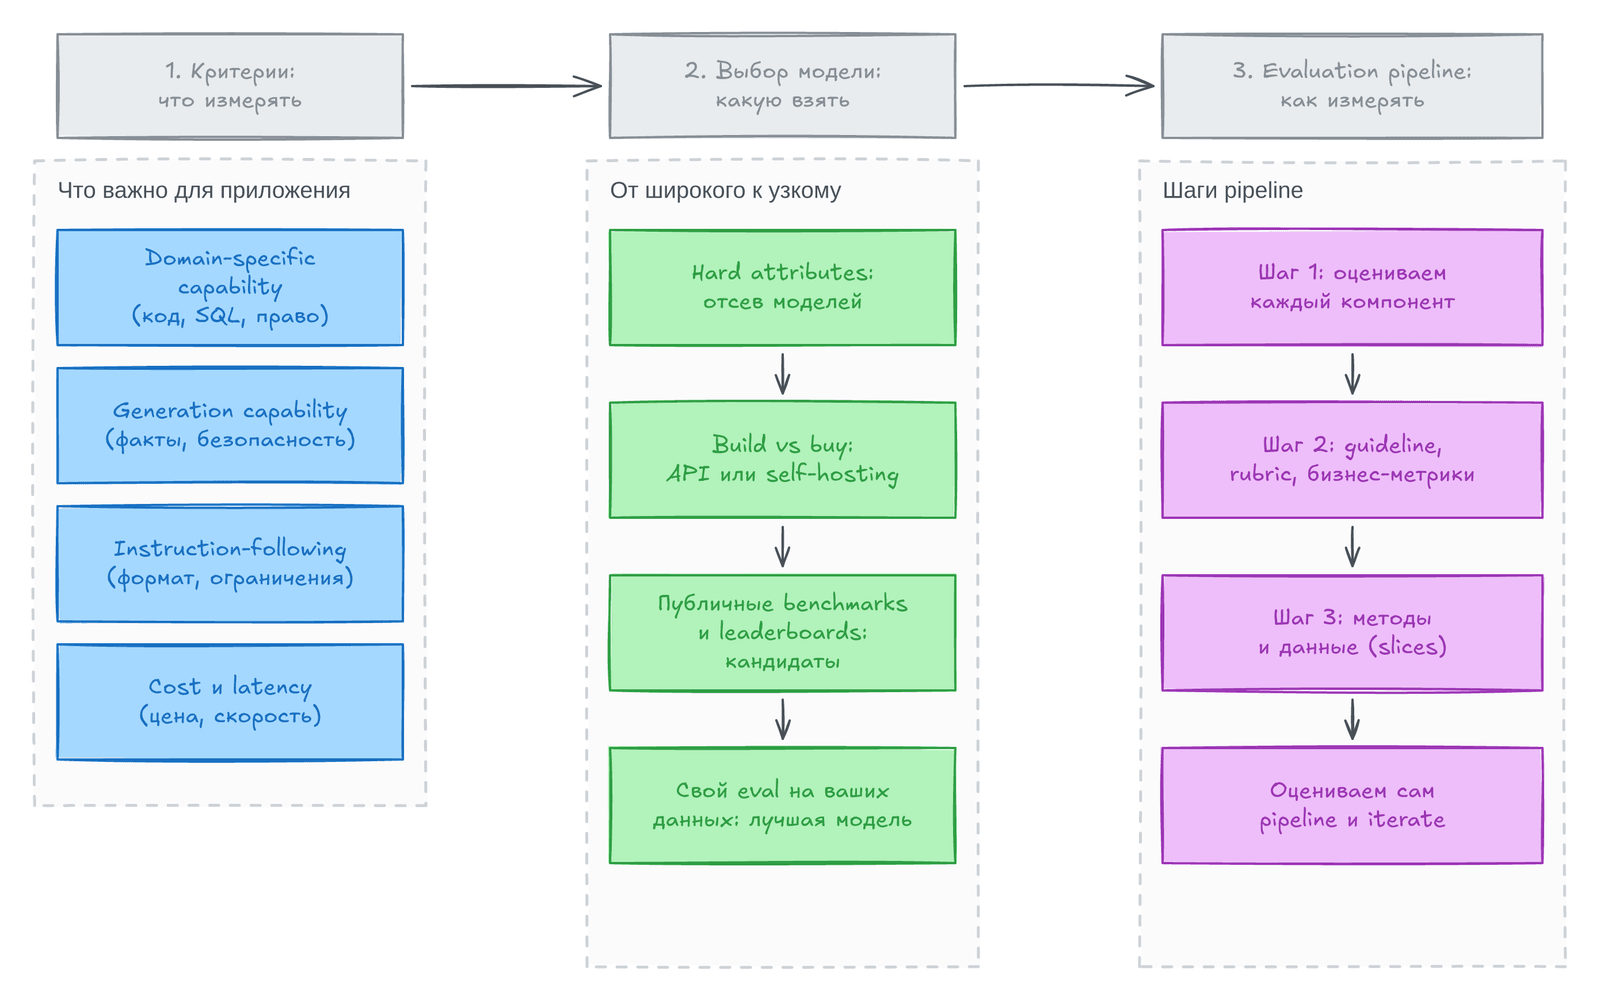 1. Критерии:
что измерять
2. Выбор модели:
какую взять
3. Evaluation pipeline:
как измерять
Что важно для приложения
Domain-specific
capability
(код, SQL, право)
Generation capability
(факты, безопасность)
Instruction-following
(формат, ограничения)
Cost и latency
(цена, скорость)
От широкого к узкому
Hard attributes:
отсев моделей
Build vs buy:
API или self-hosting
Публичные benchmarks
и leaderboards:
кандидаты
Свой eval на ваших
данных: лучшая модель
Шаги pipeline
Шаг 1: оцениваем
каждый компонент
Шаг 2: guideline,
rubric, бизнес-метрики
Шаг 3: методы
и данные (slices)
Оцениваем сам
pipeline и iterate